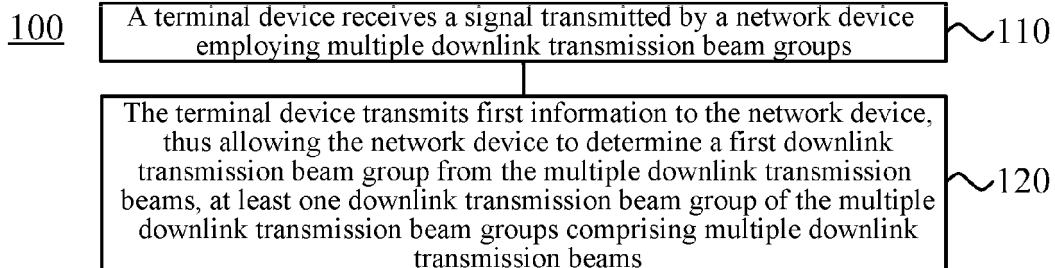 100
A terminal device receives a signal transmitted by a network device
employing multiple downlink transmission beam groups
110
The terminal device transmits first information to the network device,
thus allowing the network device to determine a first downlink
transmission beam group from the multiple downlink transmission
beams, at least one downlink transmission beam group of the multiple
downlink transmission beam groups comprising multiple downlink
transmission beams
120